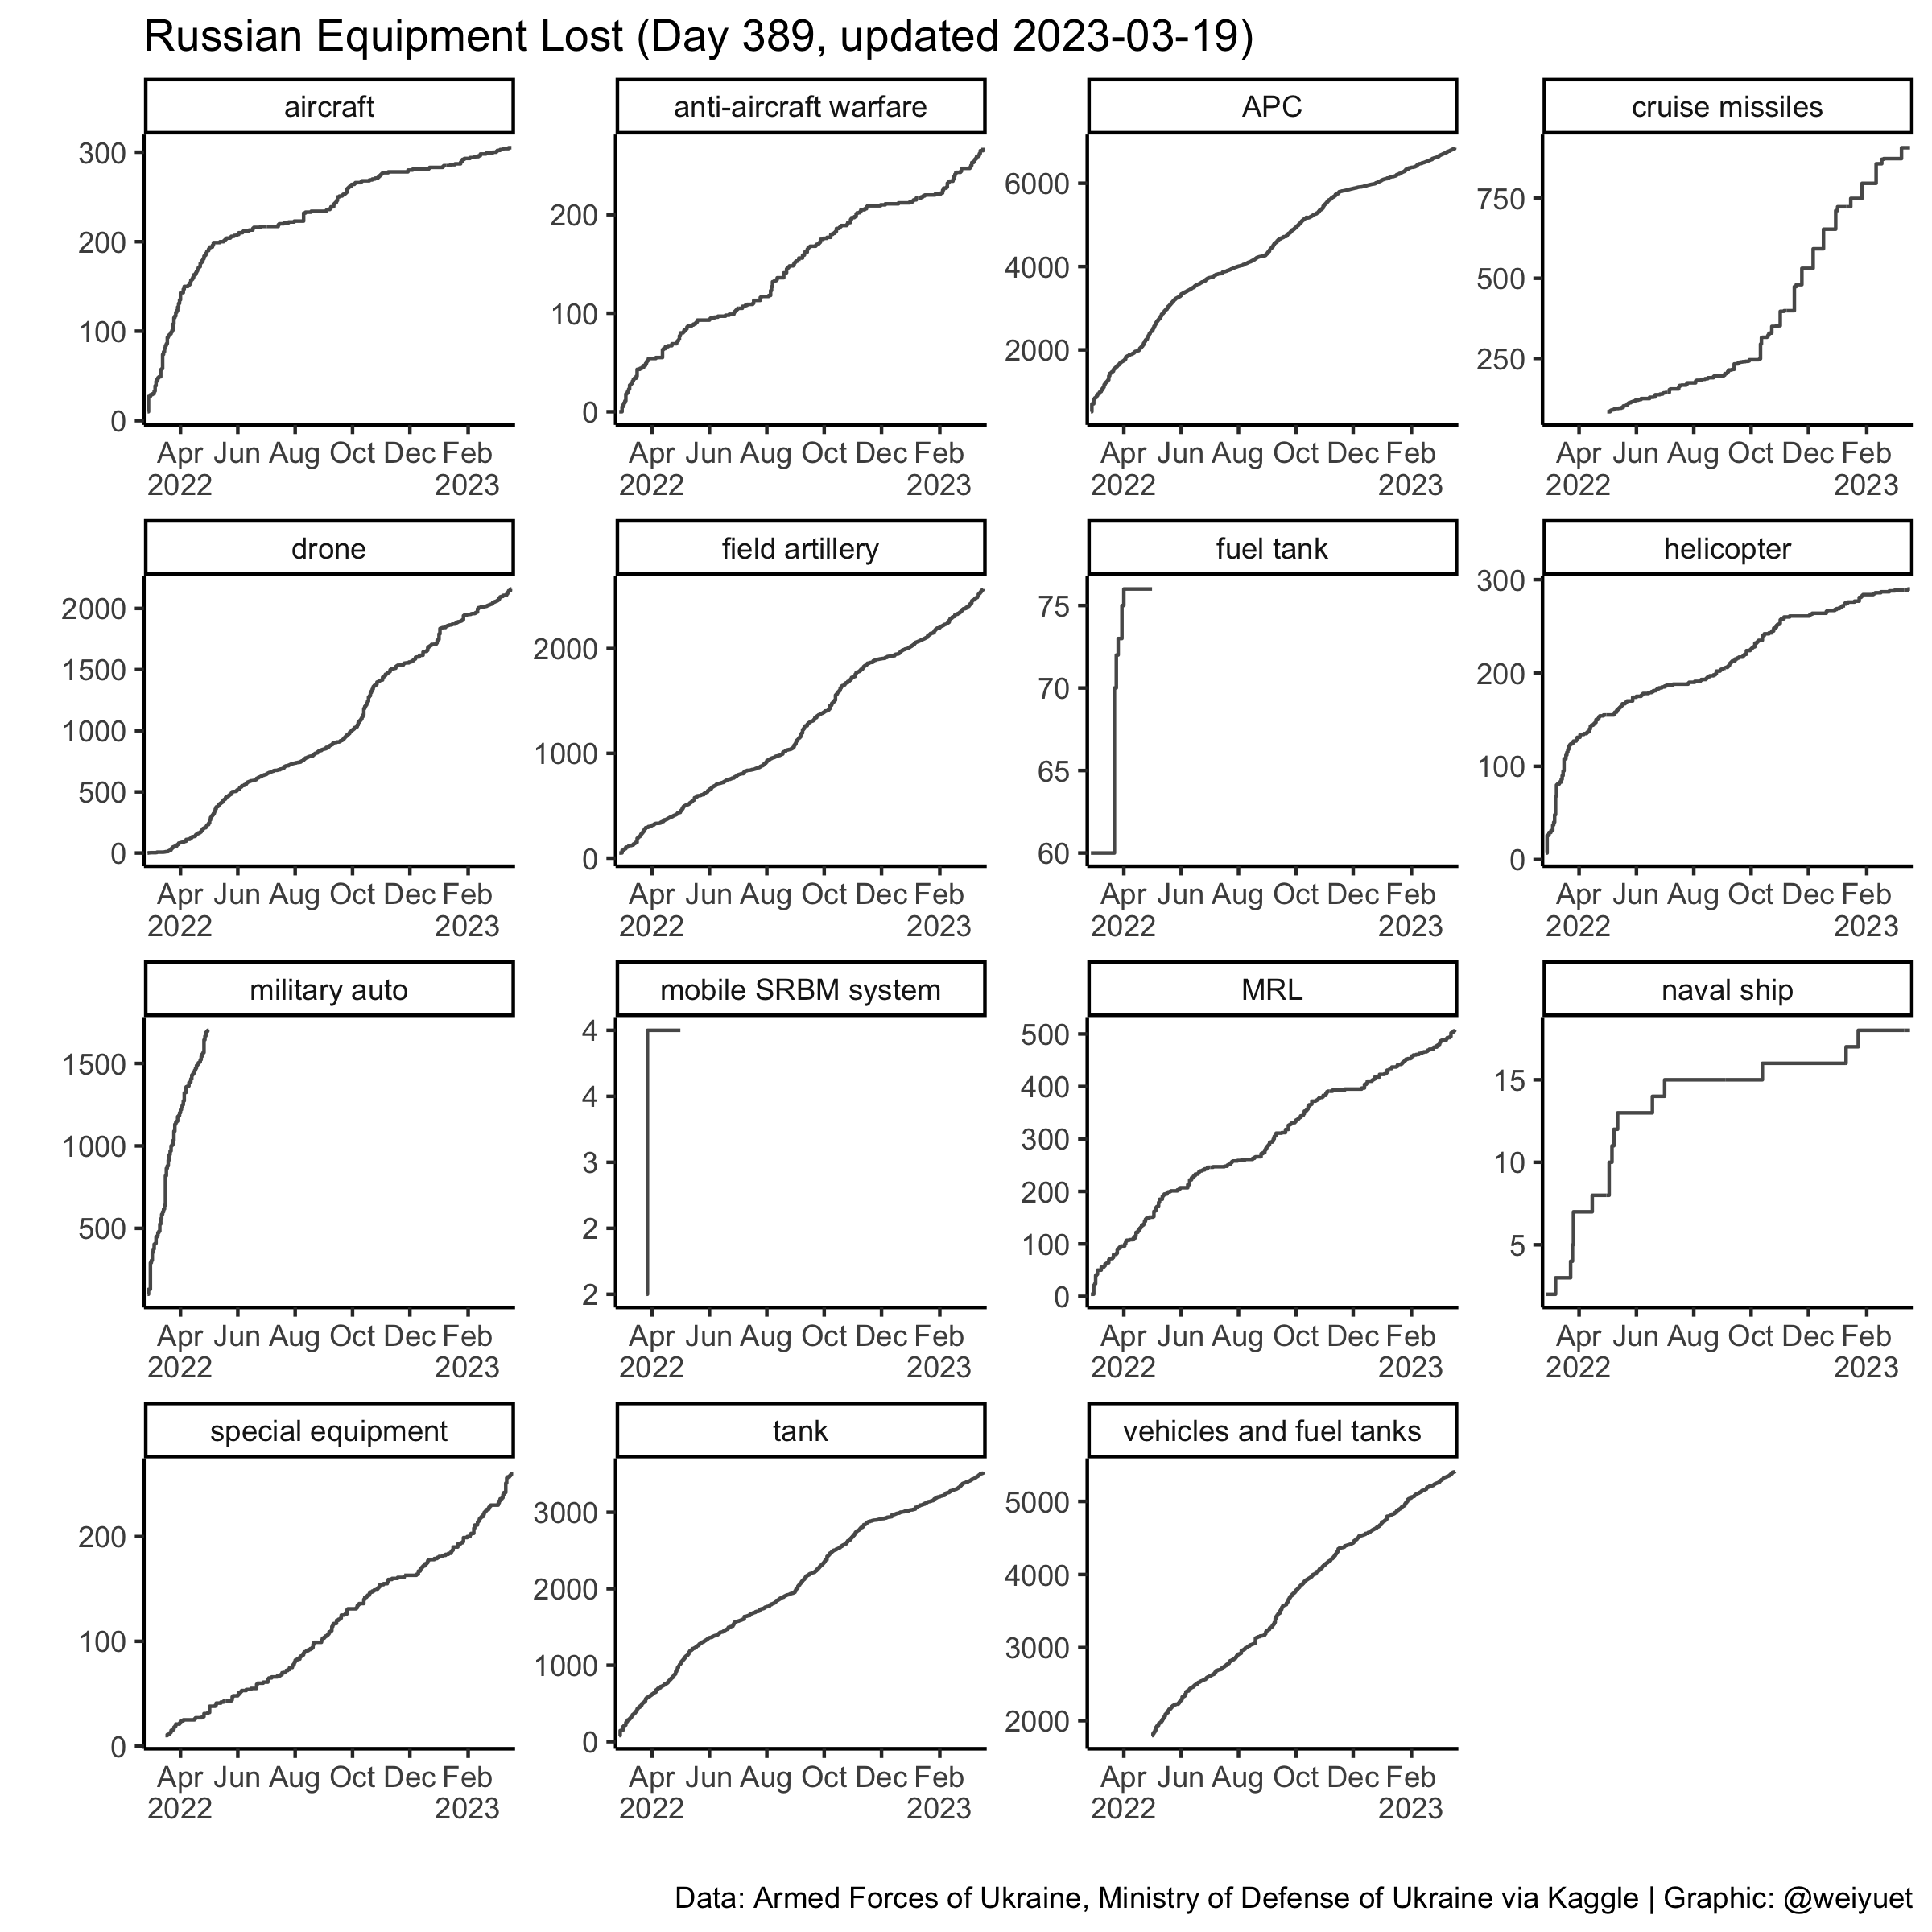 Russian Equipment Lost (Day 389, updated 2023-03-19)
aircraft
300
200
100
0
Apr Jun Aug Oct Dec Feb
2022 2023
anti-aircraft warfare
200
100
0
Apr Jun Aug Oct Dec Feb
2022 2023
APC
6000
4000
2000
Apr Jun Aug Oct Dec Feb
2022 2023
cruise missiles
750
500
250
Apr Jun Aug Oct Dec Feb
2022 2023
drone
2000
1500
1000
500
0
Apr Jun Aug Oct Dec Feb
2022 2023
field artillery
2000
1000
0
Apr Jun Aug Oct Dec Feb
2022 2023
fuel tank
75
70
65
60
Apr Jun Aug Oct Dec Feb
2022 2023
helicopter
300
200
100
0
Apr Jun Aug Oct Dec Feb
2022 2023
military auto
1500
1000
500
Apr Jun Aug Oct Dec Feb
2022 2023
mobile SRBM system
4
4
3
2
2
Apr Jun Aug Oct Dec Feb
2022 2023
MRL
500
400
300
200
100
0
Apr Jun Aug Oct Dec Feb
2022 2023
naval ship
15
10
5
Apr Jun Aug Oct Dec Feb
2022 2023
special equipment
200
100
0
Apr Jun Aug Oct Dec Feb
2022 2023
tank
3000
2000
1000
0
Apr Jun Aug Oct Dec Feb
2022 2023
vehicles and fuel tanks
5000
4000
3000
2000
Apr Jun Aug Oct Dec Feb
2022 2023
Data: Armed Forces of Ukraine, Ministry of Defense of Ukraine via Kaggle | Graphic: @weiyuet